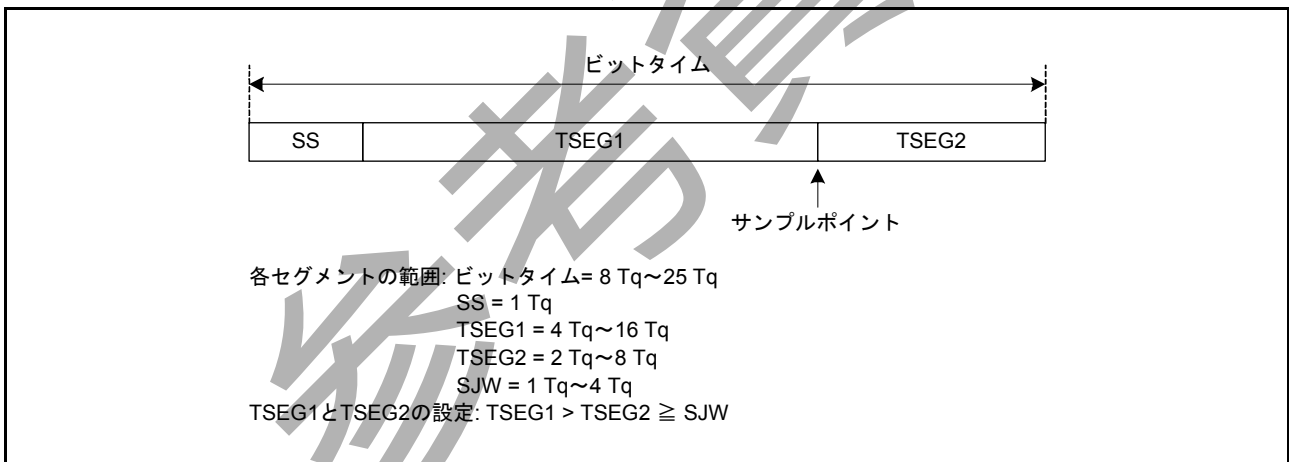 ビットタイム
SS TSEG1 TSEG2
サンプルポイント
各セグメントの範囲: ビットタイム= 8 Tq～25 Tq
SS = 1 Tq
TSEG1 = 4 Tq～16 Tq
TSEG2 = 2 Tq～8 Tq
SJW = 1 Tq～4 Tq
TSEG1とTSEG2の設定: TSEG1 > TSEG2 ≧ SJW
参考